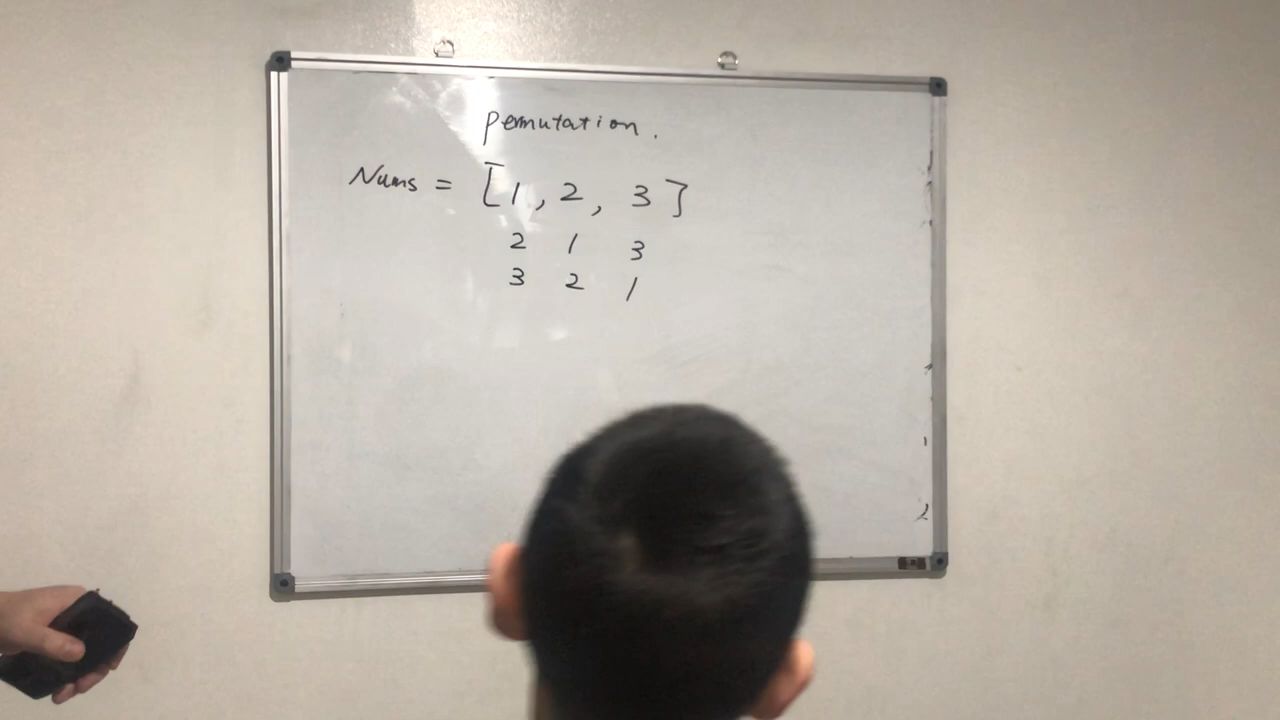 permutation.
Nums = [1, 2, 3]
2 1 3
3 2 1